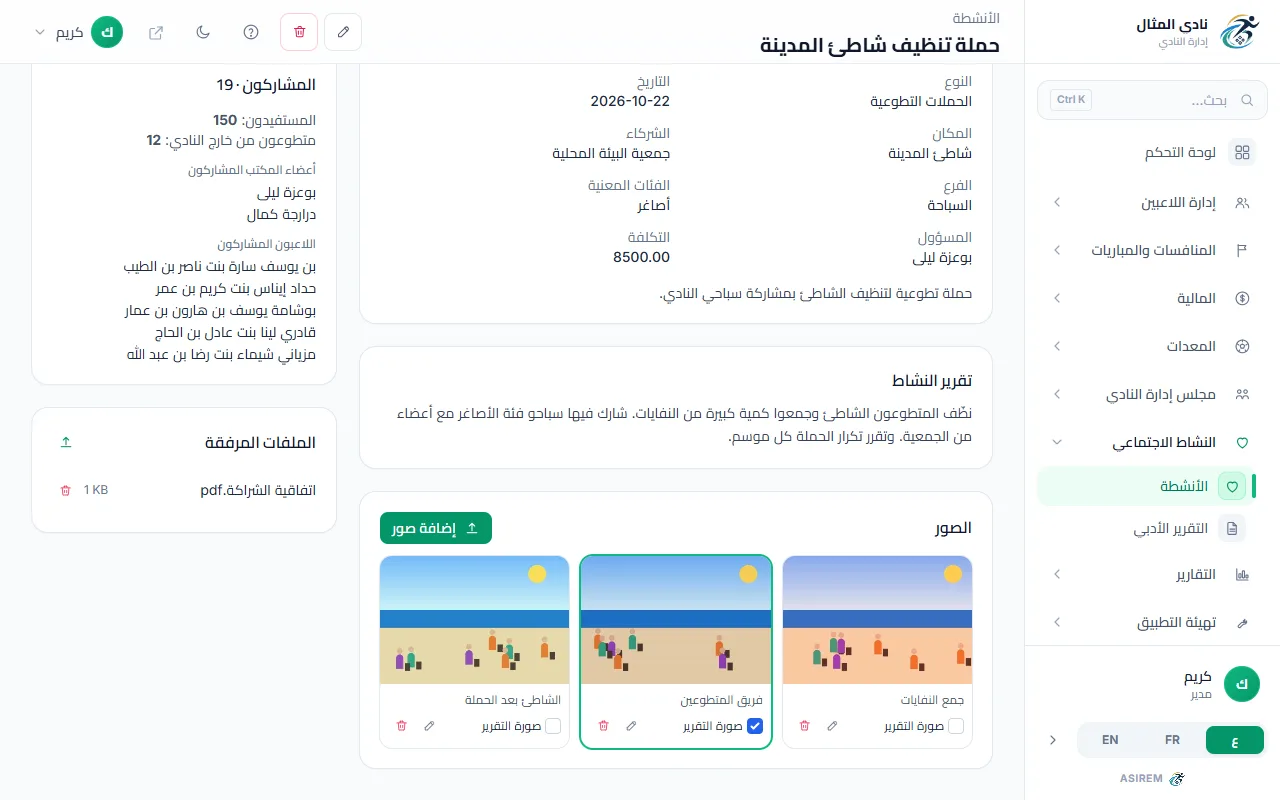 نادي المثال
إدارة النادي
بحث...
Ctrl K
لوحة التحكم
إدارة اللاعبين
المنافسات والمباريات
المالية
المعدات
مجلس إدارة النادي
النشاط الاجتماعي
الأنشطة
التقرير الأدبي
التقارير
تهيئة التطبيق
ك
كريم
مدير
ع
FR
EN
ASIREM
الأنشطة
حملة تنظيف شاطئ المدينة
ك
كريم
النوع
الحملات التطوعية
التاريخ
2026-10-22
المكان
شاطئ المدينة
الشركاء
جمعية البيئة المحلية
الفرع
السباحة
الفئات المعنية
أصاغر
المسؤول
بوعزة ليلى
التكلفة
8500.00
حملة تطوعية لتنظيف الشاطئ بمشاركة سباحي النادي.
تقرير النشاط
نظّف المتطوعون الشاطئ وجمعوا كمية كبيرة من النفايات. شارك فيها سباحو فئة الأصاغر مع أعضاء
من الجمعية. وتقرر تكرار الحملة كل موسم.
الصور
إضافة صور
جمع النفايات
صورة التقرير
فريق المتطوعين
صورة التقرير
الشاطئ بعد الحملة
صورة التقرير
المشاركون · 19
المستفيدون: 150
متطوعون من خارج النادي: 12
أعضاء المكتب المشاركون
بوعزة ليلى
درارجة كمال
اللاعبون المشاركون
بن يوسف سارة بنت ناصر بن الطيب
حداد إيناس بنت كريم بن عمر
بوشامة يوسف بن هارون بن عمار
قادري لينا بنت عادل بن الحاج
مزياني شيماء بنت رضا بن عبد الله
الملفات المرفقة
اتفاقية الشراكة.pdf
1 KB